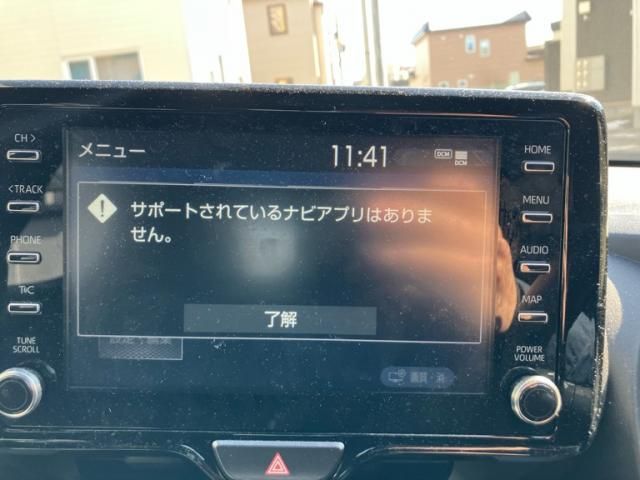 メニュー
11:41
DCM
DCM
サポートされているナビアプリはありま
せん。
了解
CH >
< TRACK
PHONE
T/C
TUNE
SCROLL
HOME
MENU
AUDIO
MAP
POWER
VOLUME